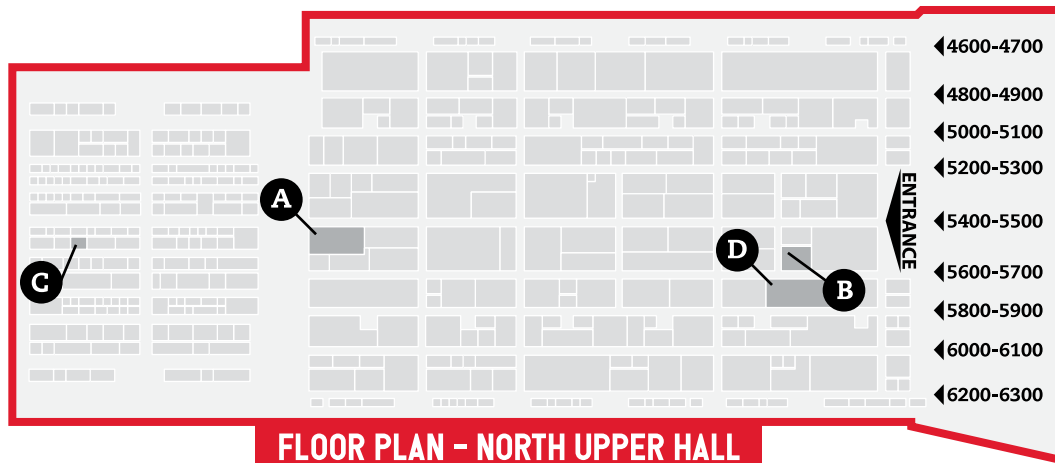 4600-4700
4800-4900
5000-5100
5200-5300
ENTRANCE
A
5400-5500
D
C
5600-5700
B
5800-5900
6000-6100
6200-6300
FLOOR PLAN - NORTH UPPER HALL